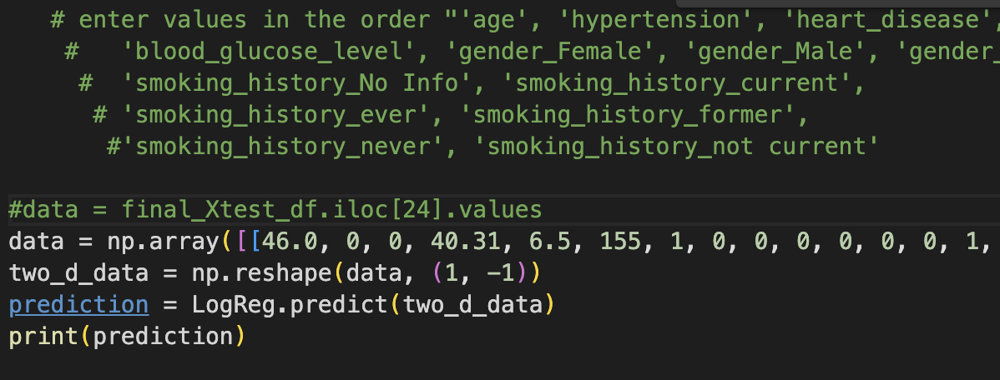 # enter values in the order "'age', 'hypertension', 'heart_disease',
#   'blood_glucose_level', 'gender_Female', 'gender_Male', 'gender_
#  'smoking_history_No Info', 'smoking_history_current',
# 'smoking_history_ever', 'smoking_history_former',
#'smoking_history_never', 'smoking_history_not current'
#data = final_Xtest_df.iloc[24].values
data = np.array([[46.0, 0, 0, 40.31, 6.5, 155, 1, 0, 0, 0, 0, 0, 0, 1,
two_d_data = np.reshape(data, (1, -1))
prediction = LogReg.predict(two_d_data)
print(prediction)